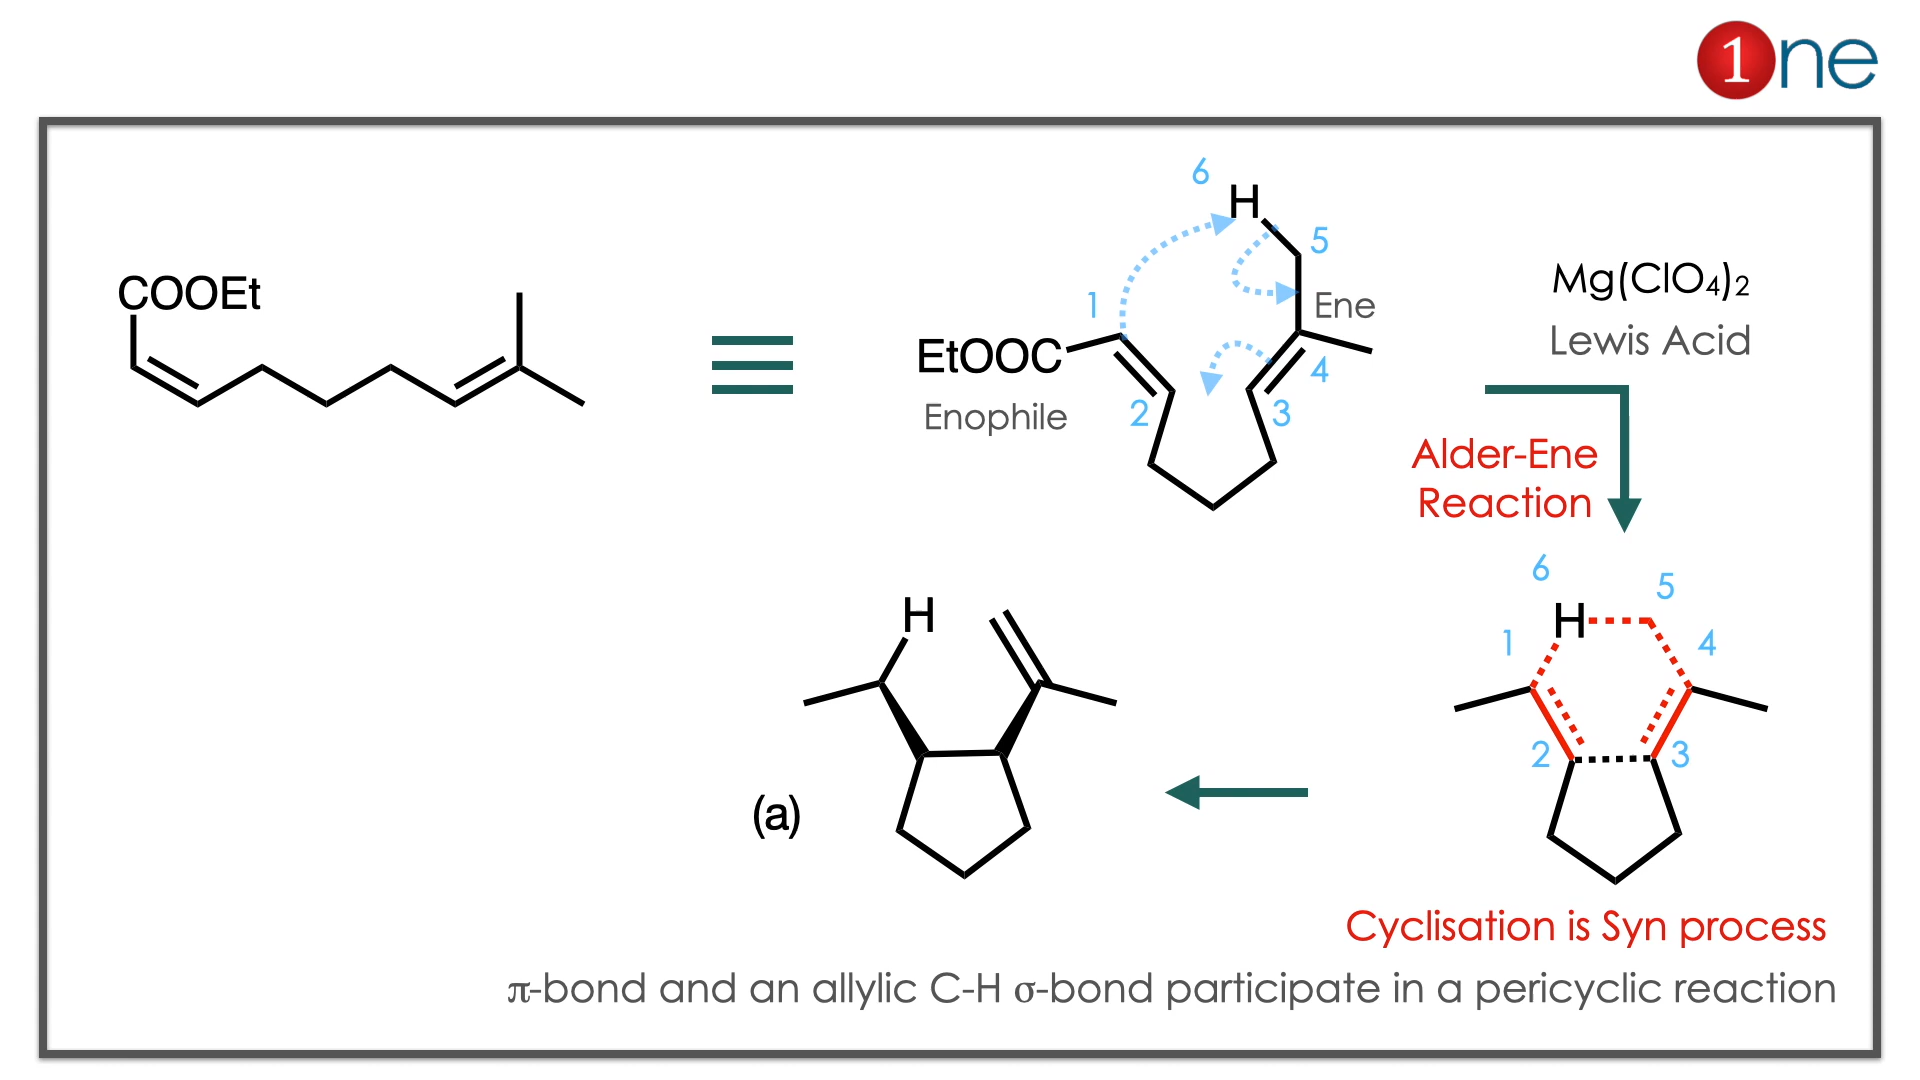 1ne
COOEt
6
H
5
1
Ene
EtOOC
4
Enophile
2
3
Mg(ClO₄)₂
Lewis Acid
Alder-Ene
Reaction
6
H
5
1
4
2
3
H
(a)
Cyclisation is Syn process
π-bond and an allylic C-H σ-bond participate in a pericyclic reaction